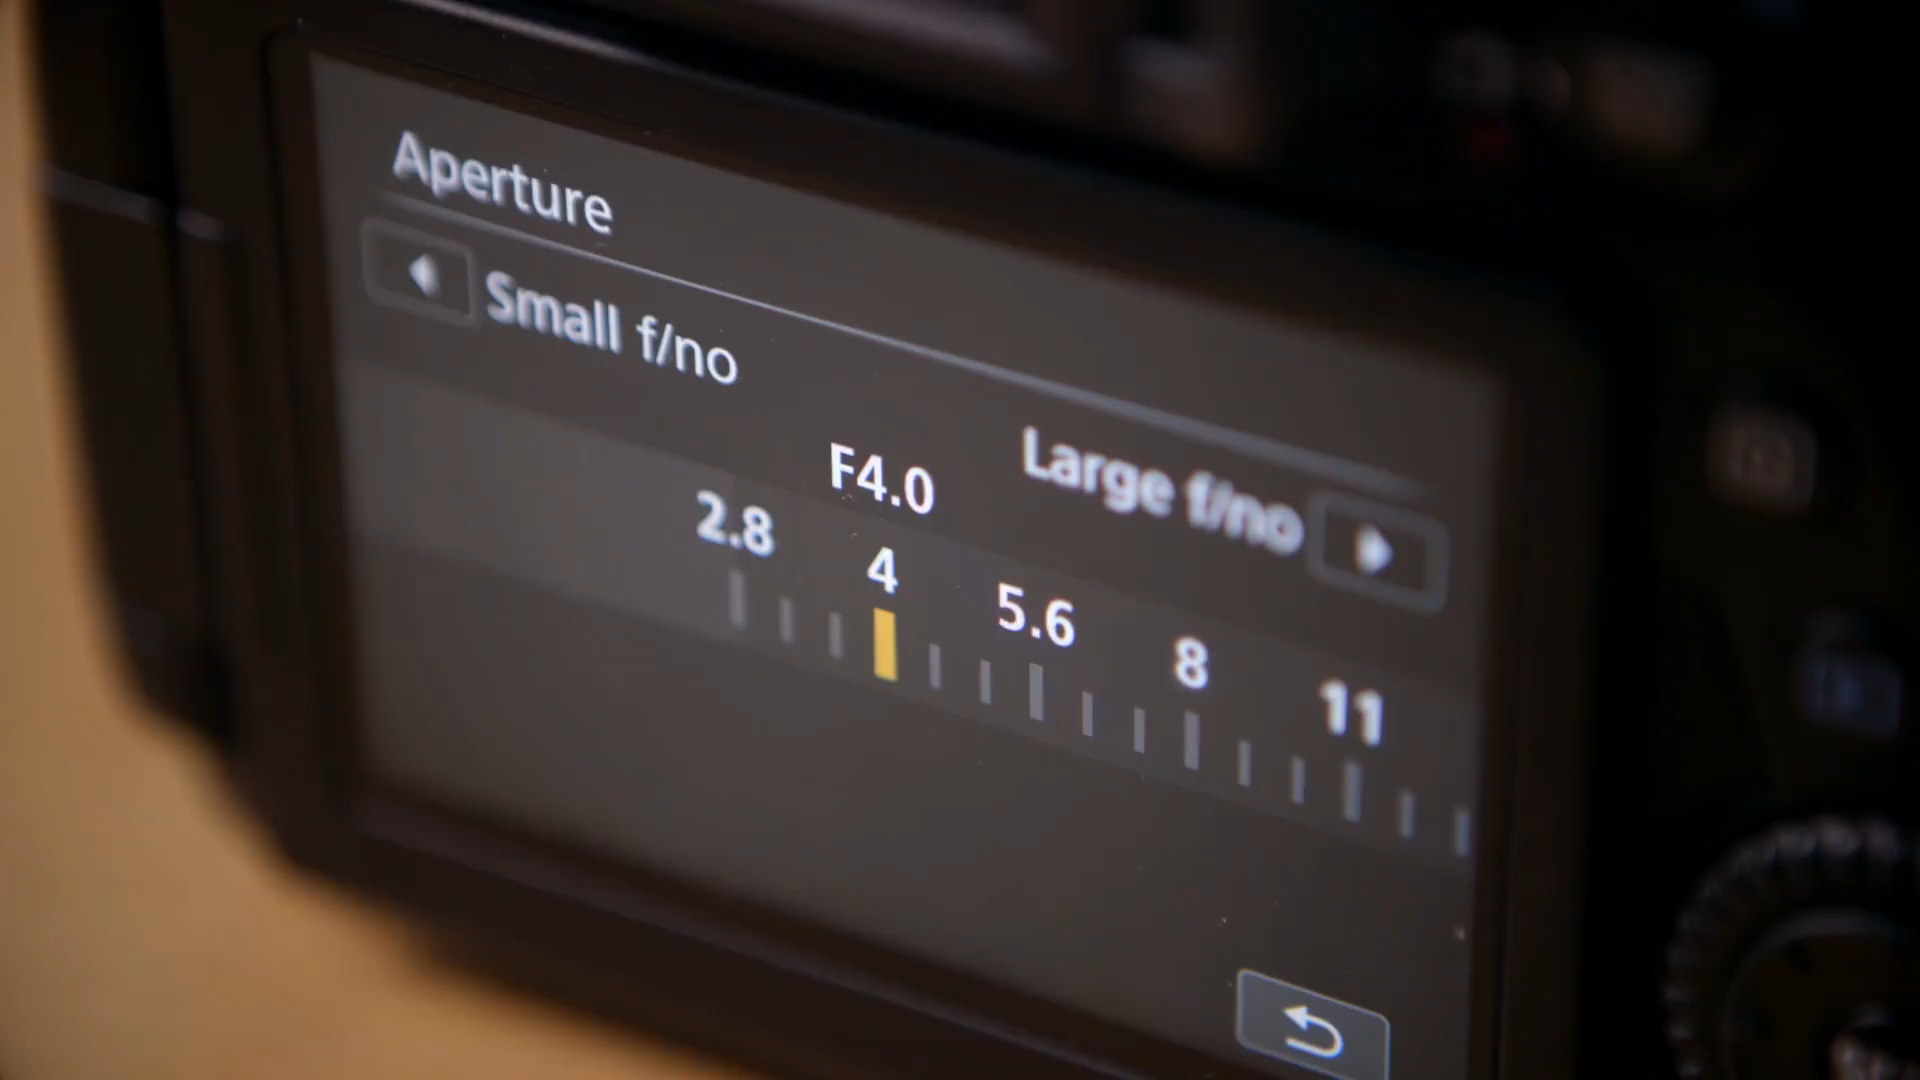 Aperture
Small f/no
Large f/no
F4.0
2.8 4 5.6 8 11